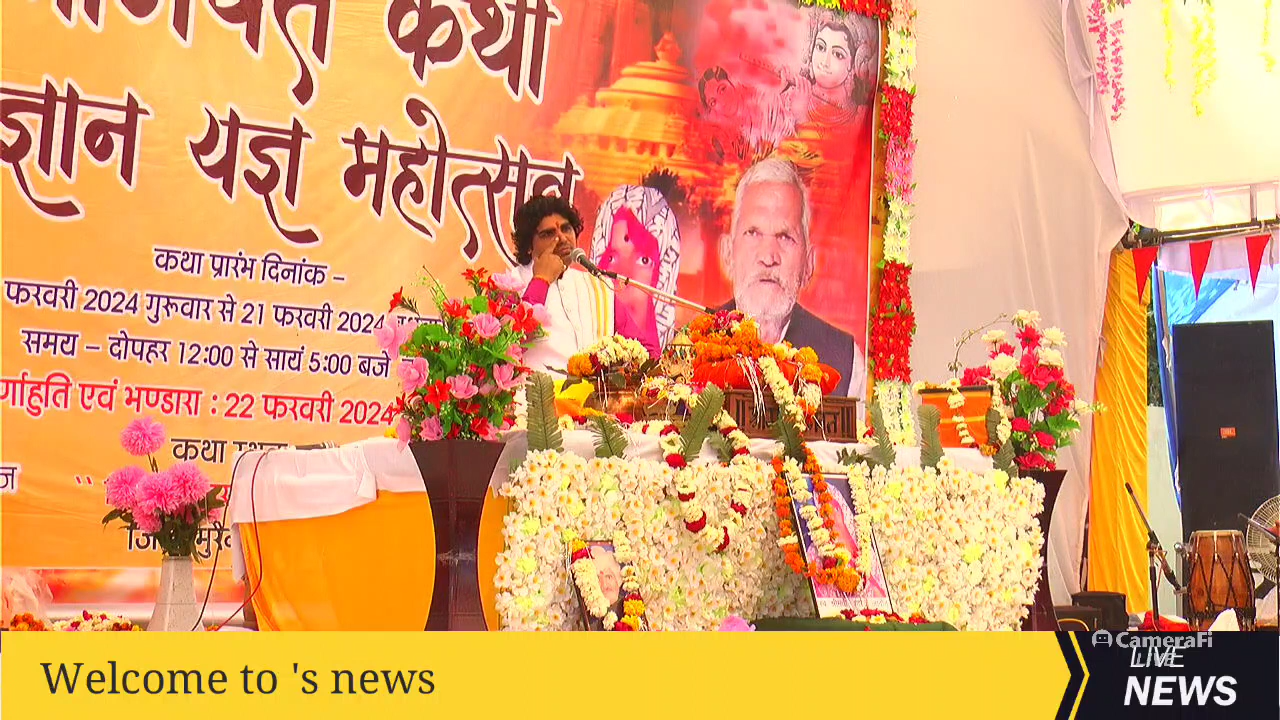 कथा
ज्ञान यज्ञ महोत्सव
कथा प्रारंभ दिनांक –
फरवरी 2024 गुरूवार से 21 फरवरी 2024
समय – दोपहर 12:00 से सायं 5:00 बजे
एवं भण्डारा : 22 फरवरी 2024
कथा
CameraFi
LIVE
LIVE
NEWS
Welcome to 's news